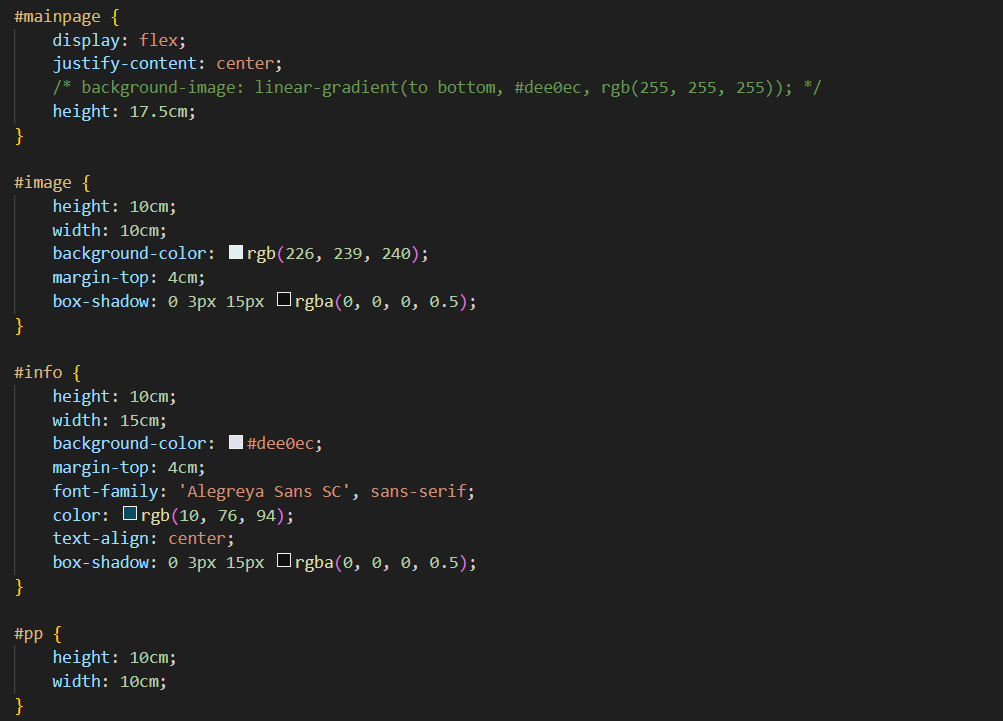 #mainpage {
    display: flex;
    justify-content: center;
    /* background-image: linear-gradient(to bottom, #dee0ec, rgb(255, 255, 255)); */
    height: 17.5cm;
}

#image {
    height: 10cm;
    width: 10cm;
    background-color: rgb(226, 239, 240);
    margin-top: 4cm;
    box-shadow: 0 3px 15px rgba(0, 0, 0, 0.5);
}

#info {
    height: 10cm;
    width: 15cm;
    background-color: #dee0ec;
    margin-top: 4cm;
    font-family: 'Alegreya Sans SC', sans-serif;
    color: rgb(10, 76, 94);
    text-align: center;
    box-shadow: 0 3px 15px rgba(0, 0, 0, 0.5);
}

#pp {
    height: 10cm;
    width: 10cm;
}